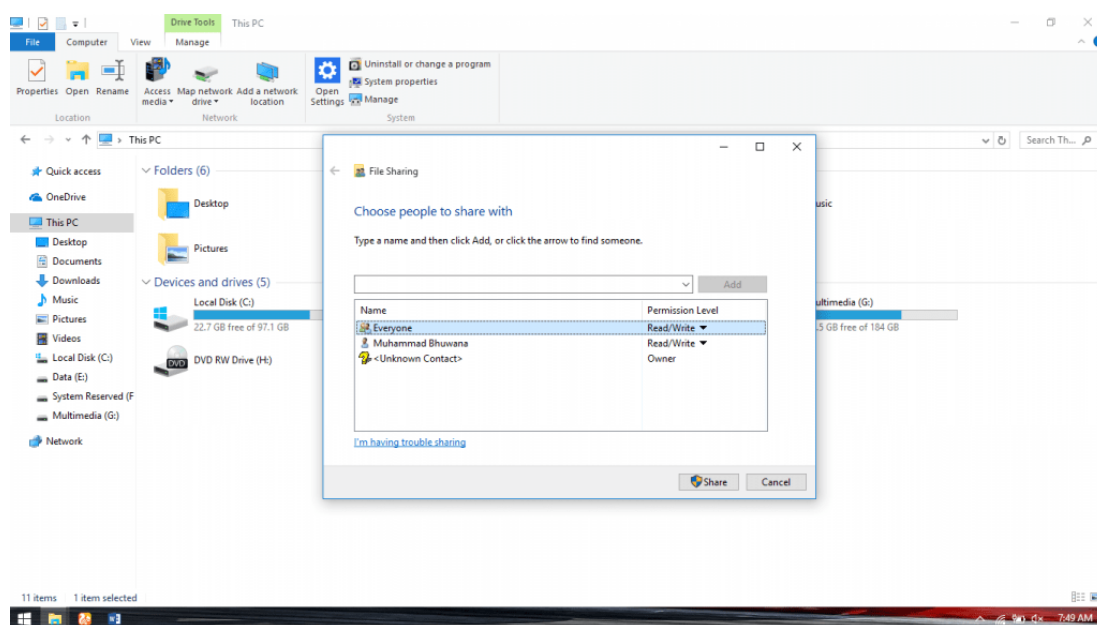 Drive Tools This PC
File Computer View Manage
Properties Open Rename
Access media Map network drive Add a network location
Open Settings
Uninstall or change a program
System properties
Manage
Location Network System
This PC
Search Th...
Quick access
OneDrive
This PC
Desktop
Documents
Downloads
Music
Pictures
Videos
Local Disk (C:)
Data (E:)
System Reserved (F
Multimedia (G:)
Network
Folders (6)
Desktop
Pictures
usic
Devices and drives (5)
Local Disk (C:)
22.7 GB free of 97.1 GB
DVD RW Drive (H:)
ultimedia (G:)
.5 GB free of 184 GB
File Sharing
Choose people to share with
Type a name and then click Add, or click the arrow to find someone.
Add
Name Permission Level
Everyone Read/Write
Muhammad Bhuwana Read/Write
<Unknown Contact> Owner
I'm having trouble sharing
Share Cancel
11 items 1 item selected
7:49 AM